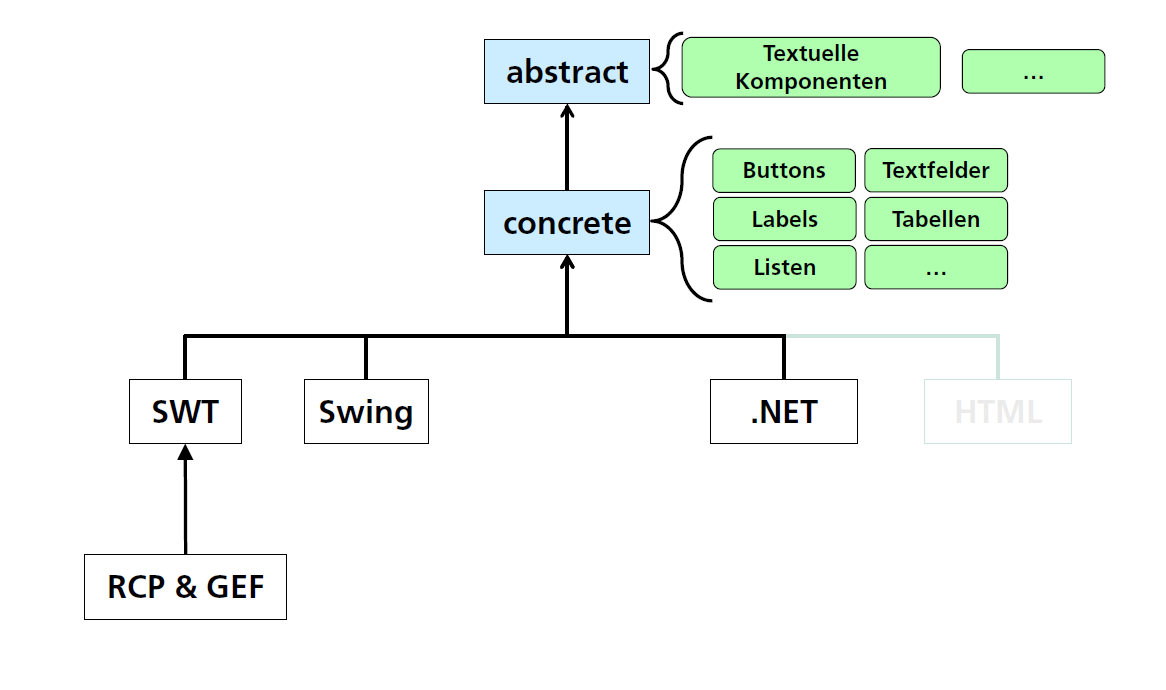 abstract
Textuelle
Komponenten
...
concrete
Buttons
Textfelder
Labels
Tabellen
Listen
...
SWT
Swing
.NET
HTML
RCP & GEF